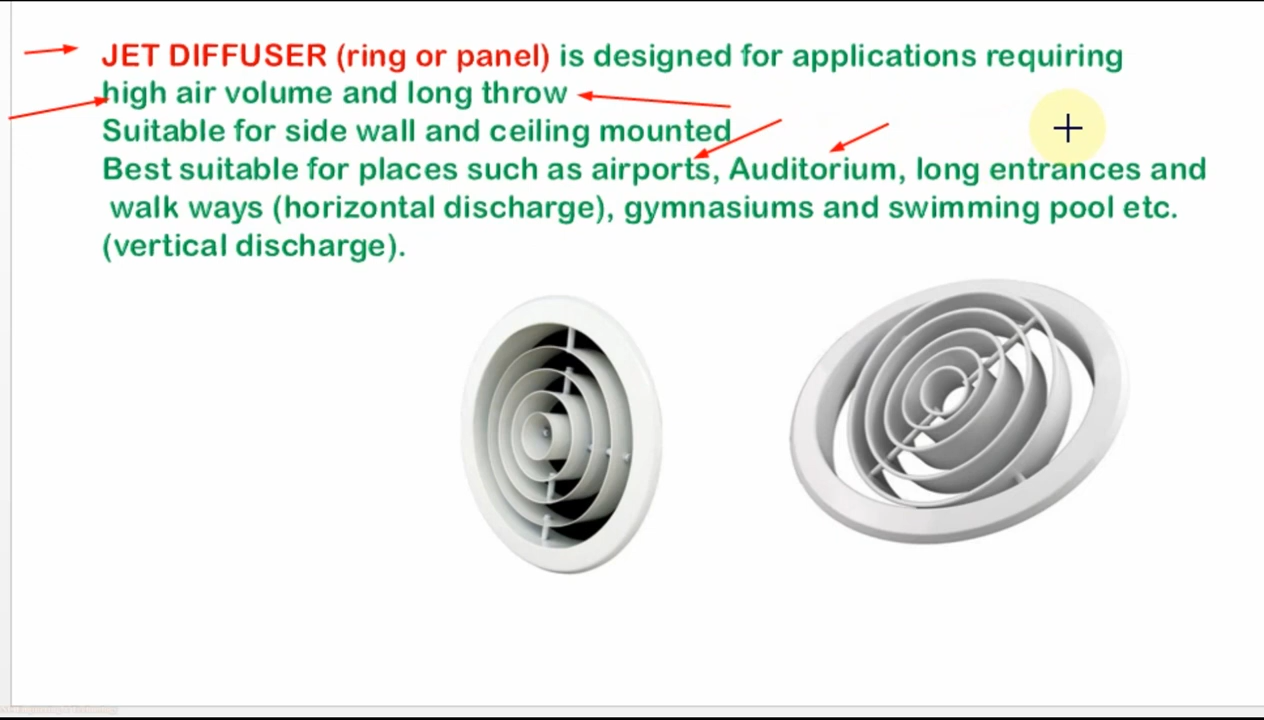 JET DIFFUSER (ring or panel) is designed for applications requiring
high air volume and long throw
Suitable for side wall and ceiling mounted
Best suitable for places such as airports, Auditorium, long entrances and
walk ways (horizontal discharge), gymnasiums and swimming pool etc.
(vertical discharge).